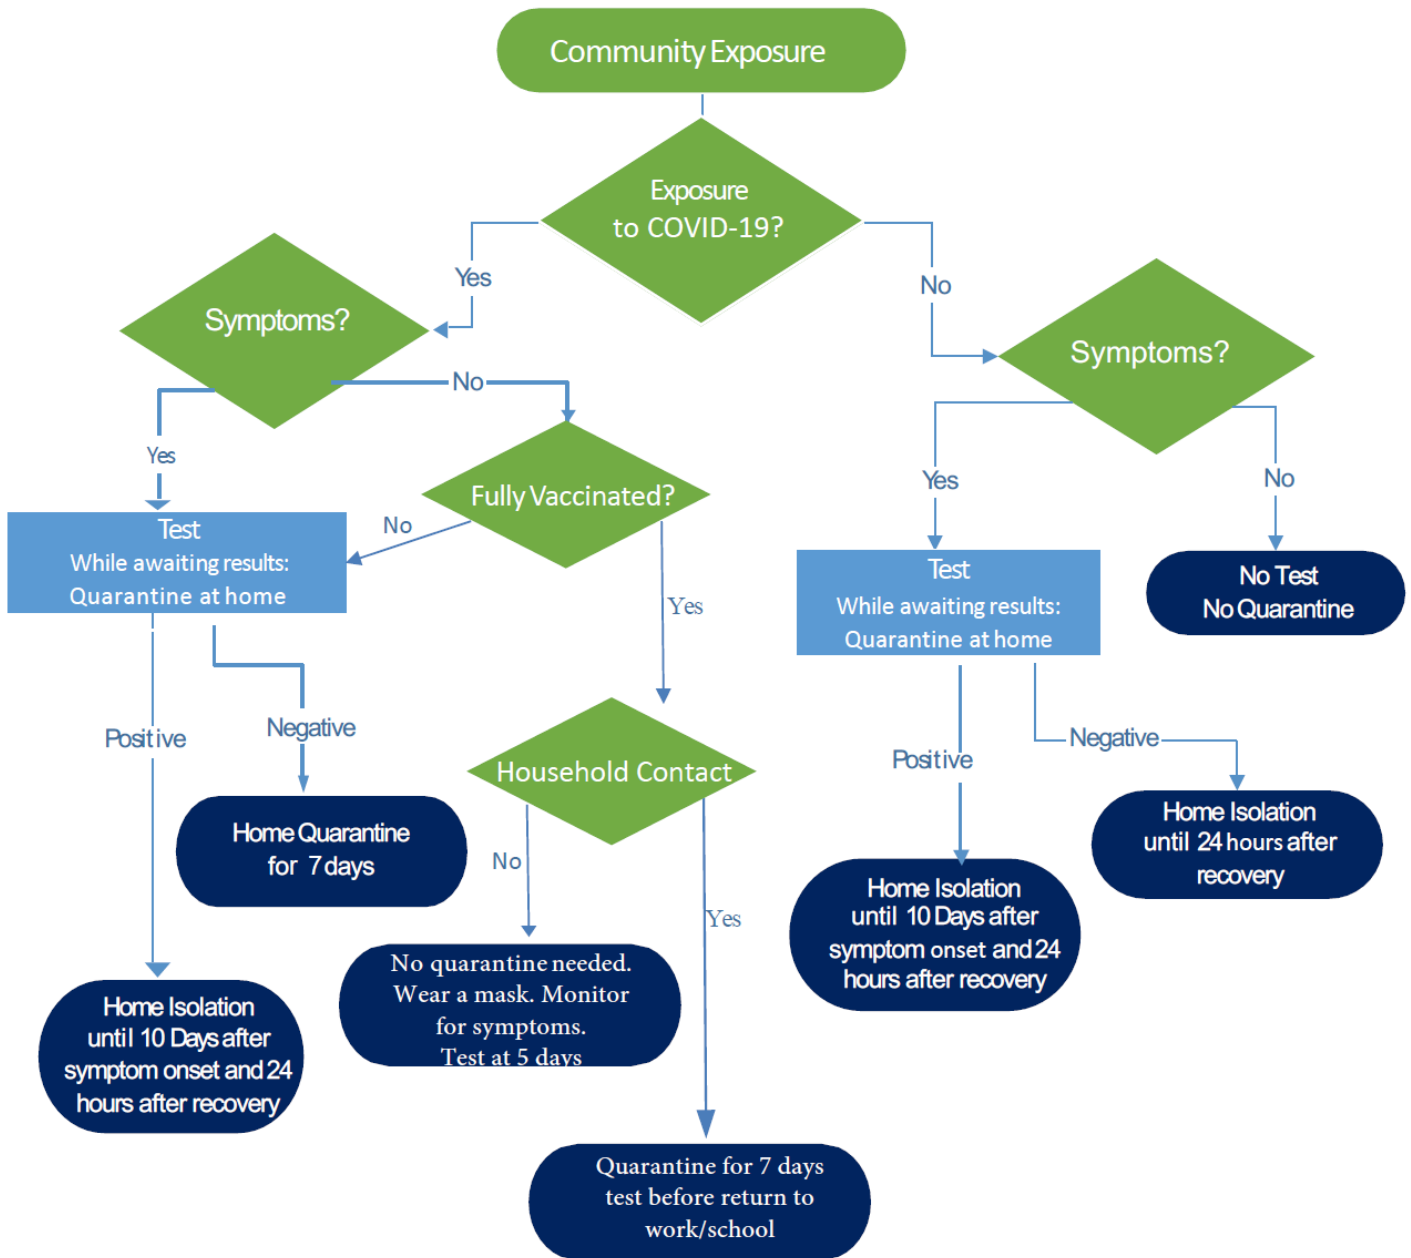 Community Exposure
Exposure
to COVID-19?
Yes
No
Symptoms?
Symptoms?
No
Yes
Fully Vaccinated?
Yes
No
No
Test
While awaiting results:
Quarantine at home
Test
While awaiting results:
Quarantine at home
No Test
No Quarantine
Yes
Positive
Negative
Household Contact
Positive
Negative
Home Quarantine
for 7 days
No
Yes
Home Isolation
until 24 hours after
recovery
Home Isolation
until 10 Days after
symptom onset and 24
hours after recovery
No quarantine needed.
Wear a mask. Monitor
for symptoms.
Test at 5 days
Home Isolation
until 10 Days after
symptom onset and 24
hours after recovery
Quarantine for 7 days
test before return to
work/school